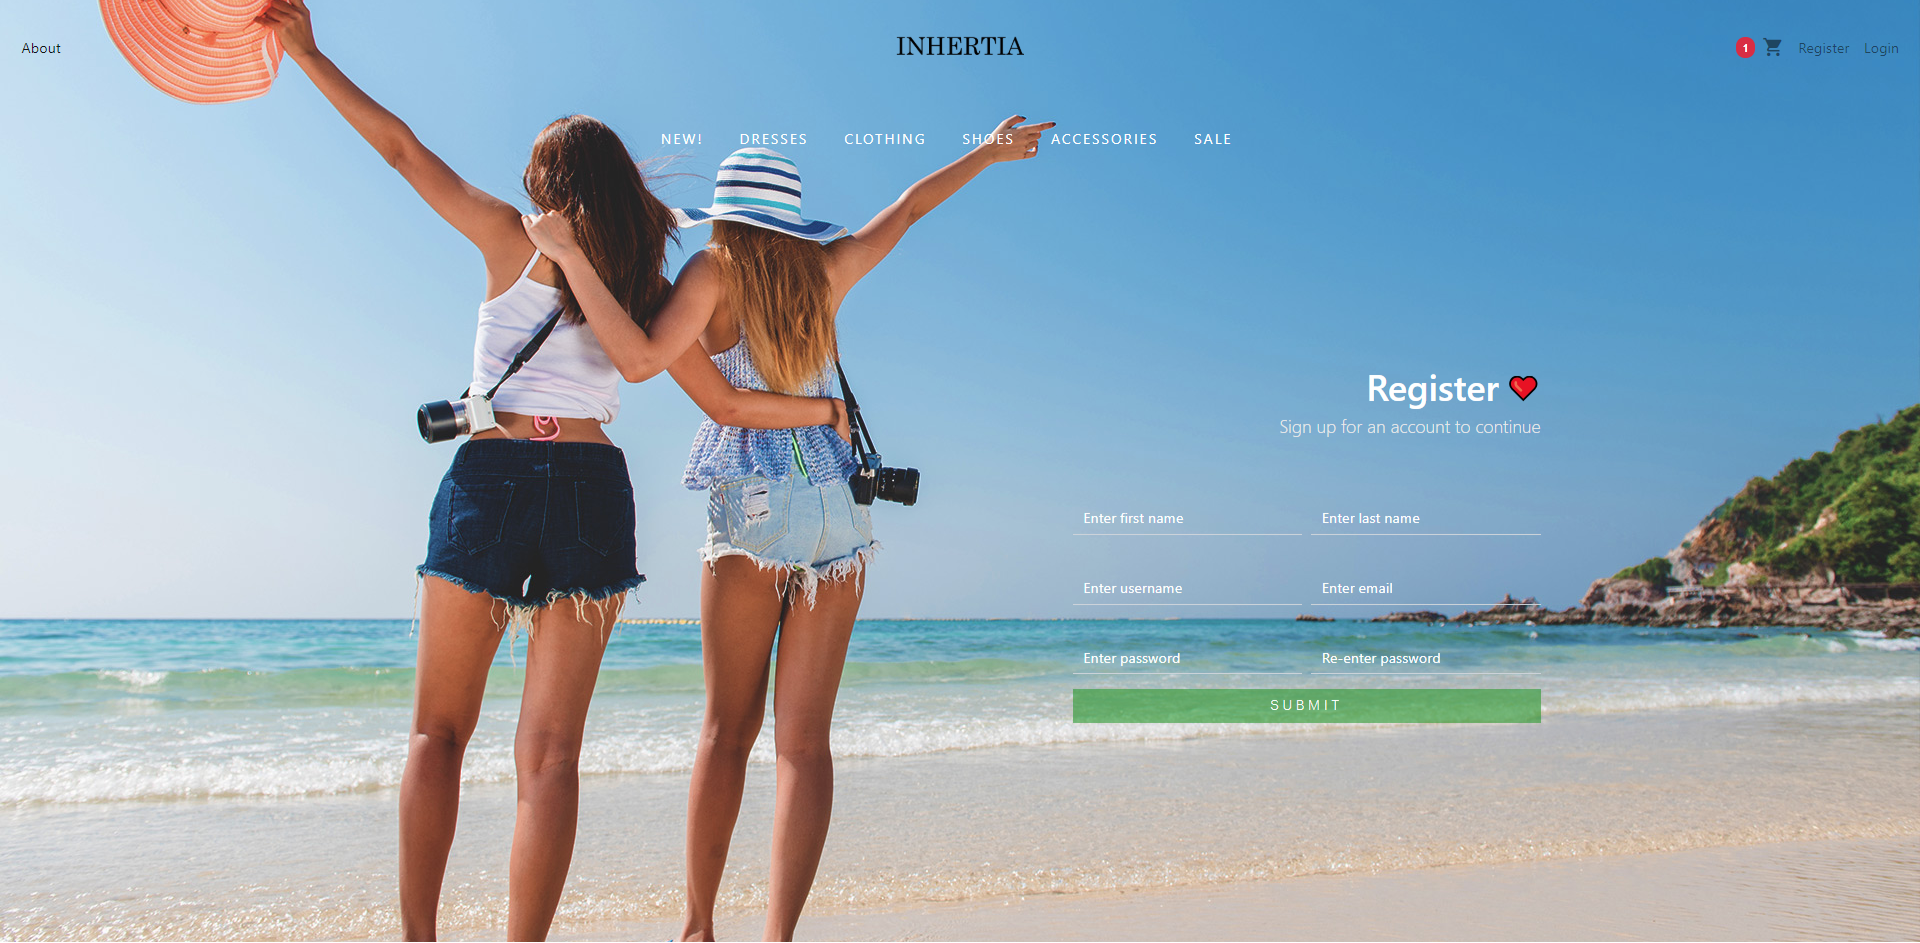 About
INHERTIA
1
Register
Login
NEW!
DRESSES
CLOTHING
SHOES
ACCESSORIES
SALE
Register
Sign up for an account to continue
Enter first name
Enter last name
Enter username
Enter email
Enter password
Re-enter password
SUBMIT